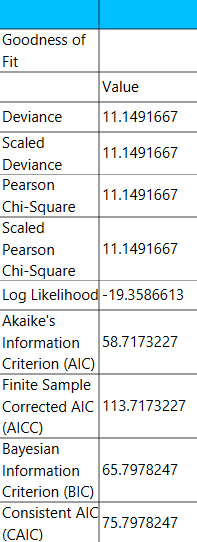 Goodness of
Fit
Value
Deviance 11.1491667
Scaled
Deviance 11.1491667
Pearson
Chi-Square 11.1491667
Scaled
Pearson
Chi-Square 11.1491667
Log Likelihood -19.3586613
Akaike's
Information
Criterion (AIC) 58.7173227
Finite Sample
Corrected AIC
(AICC) 113.7173227
Bayesian
Information
Criterion (BIC) 65.7978247
Consistent AIC
(CAIC) 75.7978247